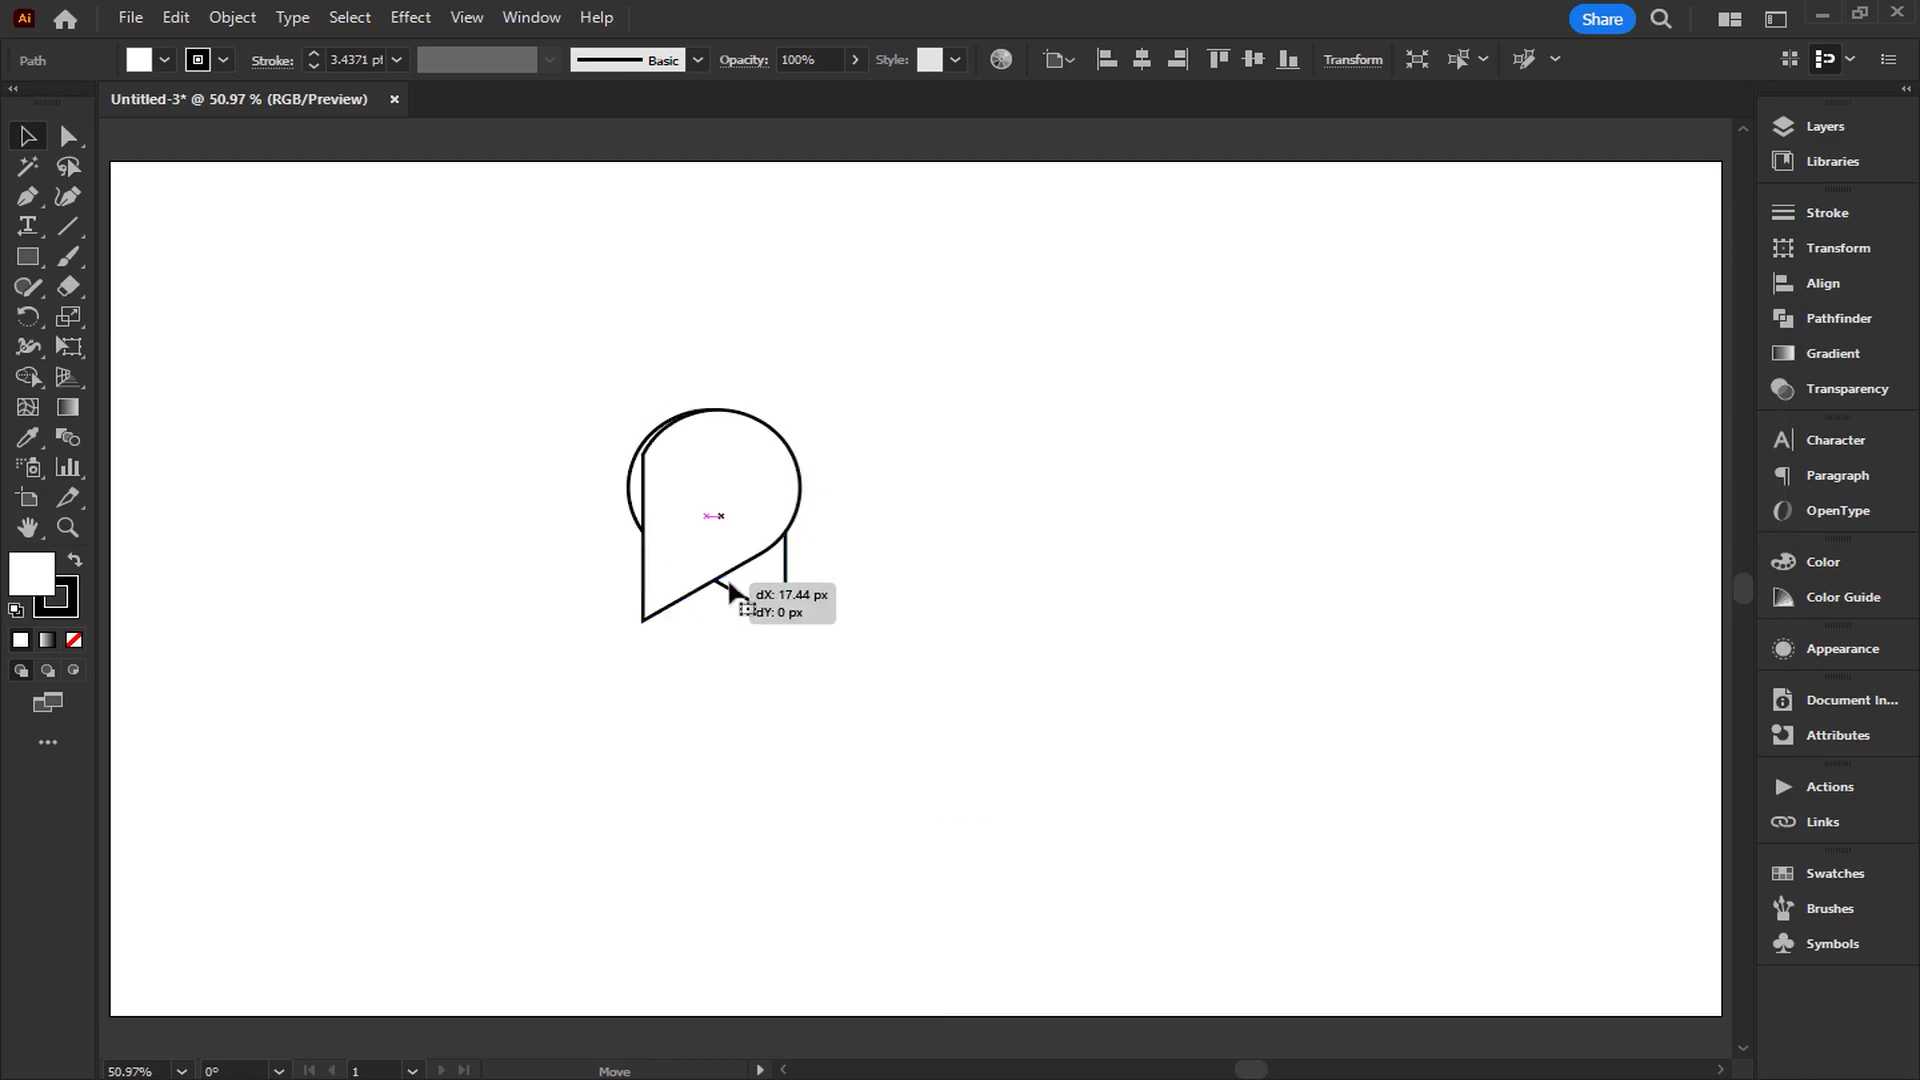 Ai File Edit Object Type Select Effect View Window Help Share
Path Stroke: 3.4371 pt Basic Opacity: 100% Style: Transform
Untitled-3* @ 50.97 % (RGB/Preview)
Layers
Libraries
Stroke
Transform
Align
Pathfinder
Gradient
Transparency
Character
Paragraph
OpenType
Color
Color Guide
Appearance
Document In...
Attributes
Actions
Links
Swatches
Brushes
Symbols
dX: 17.44 px
dY: 0 px
50.97% 0° 1 Move